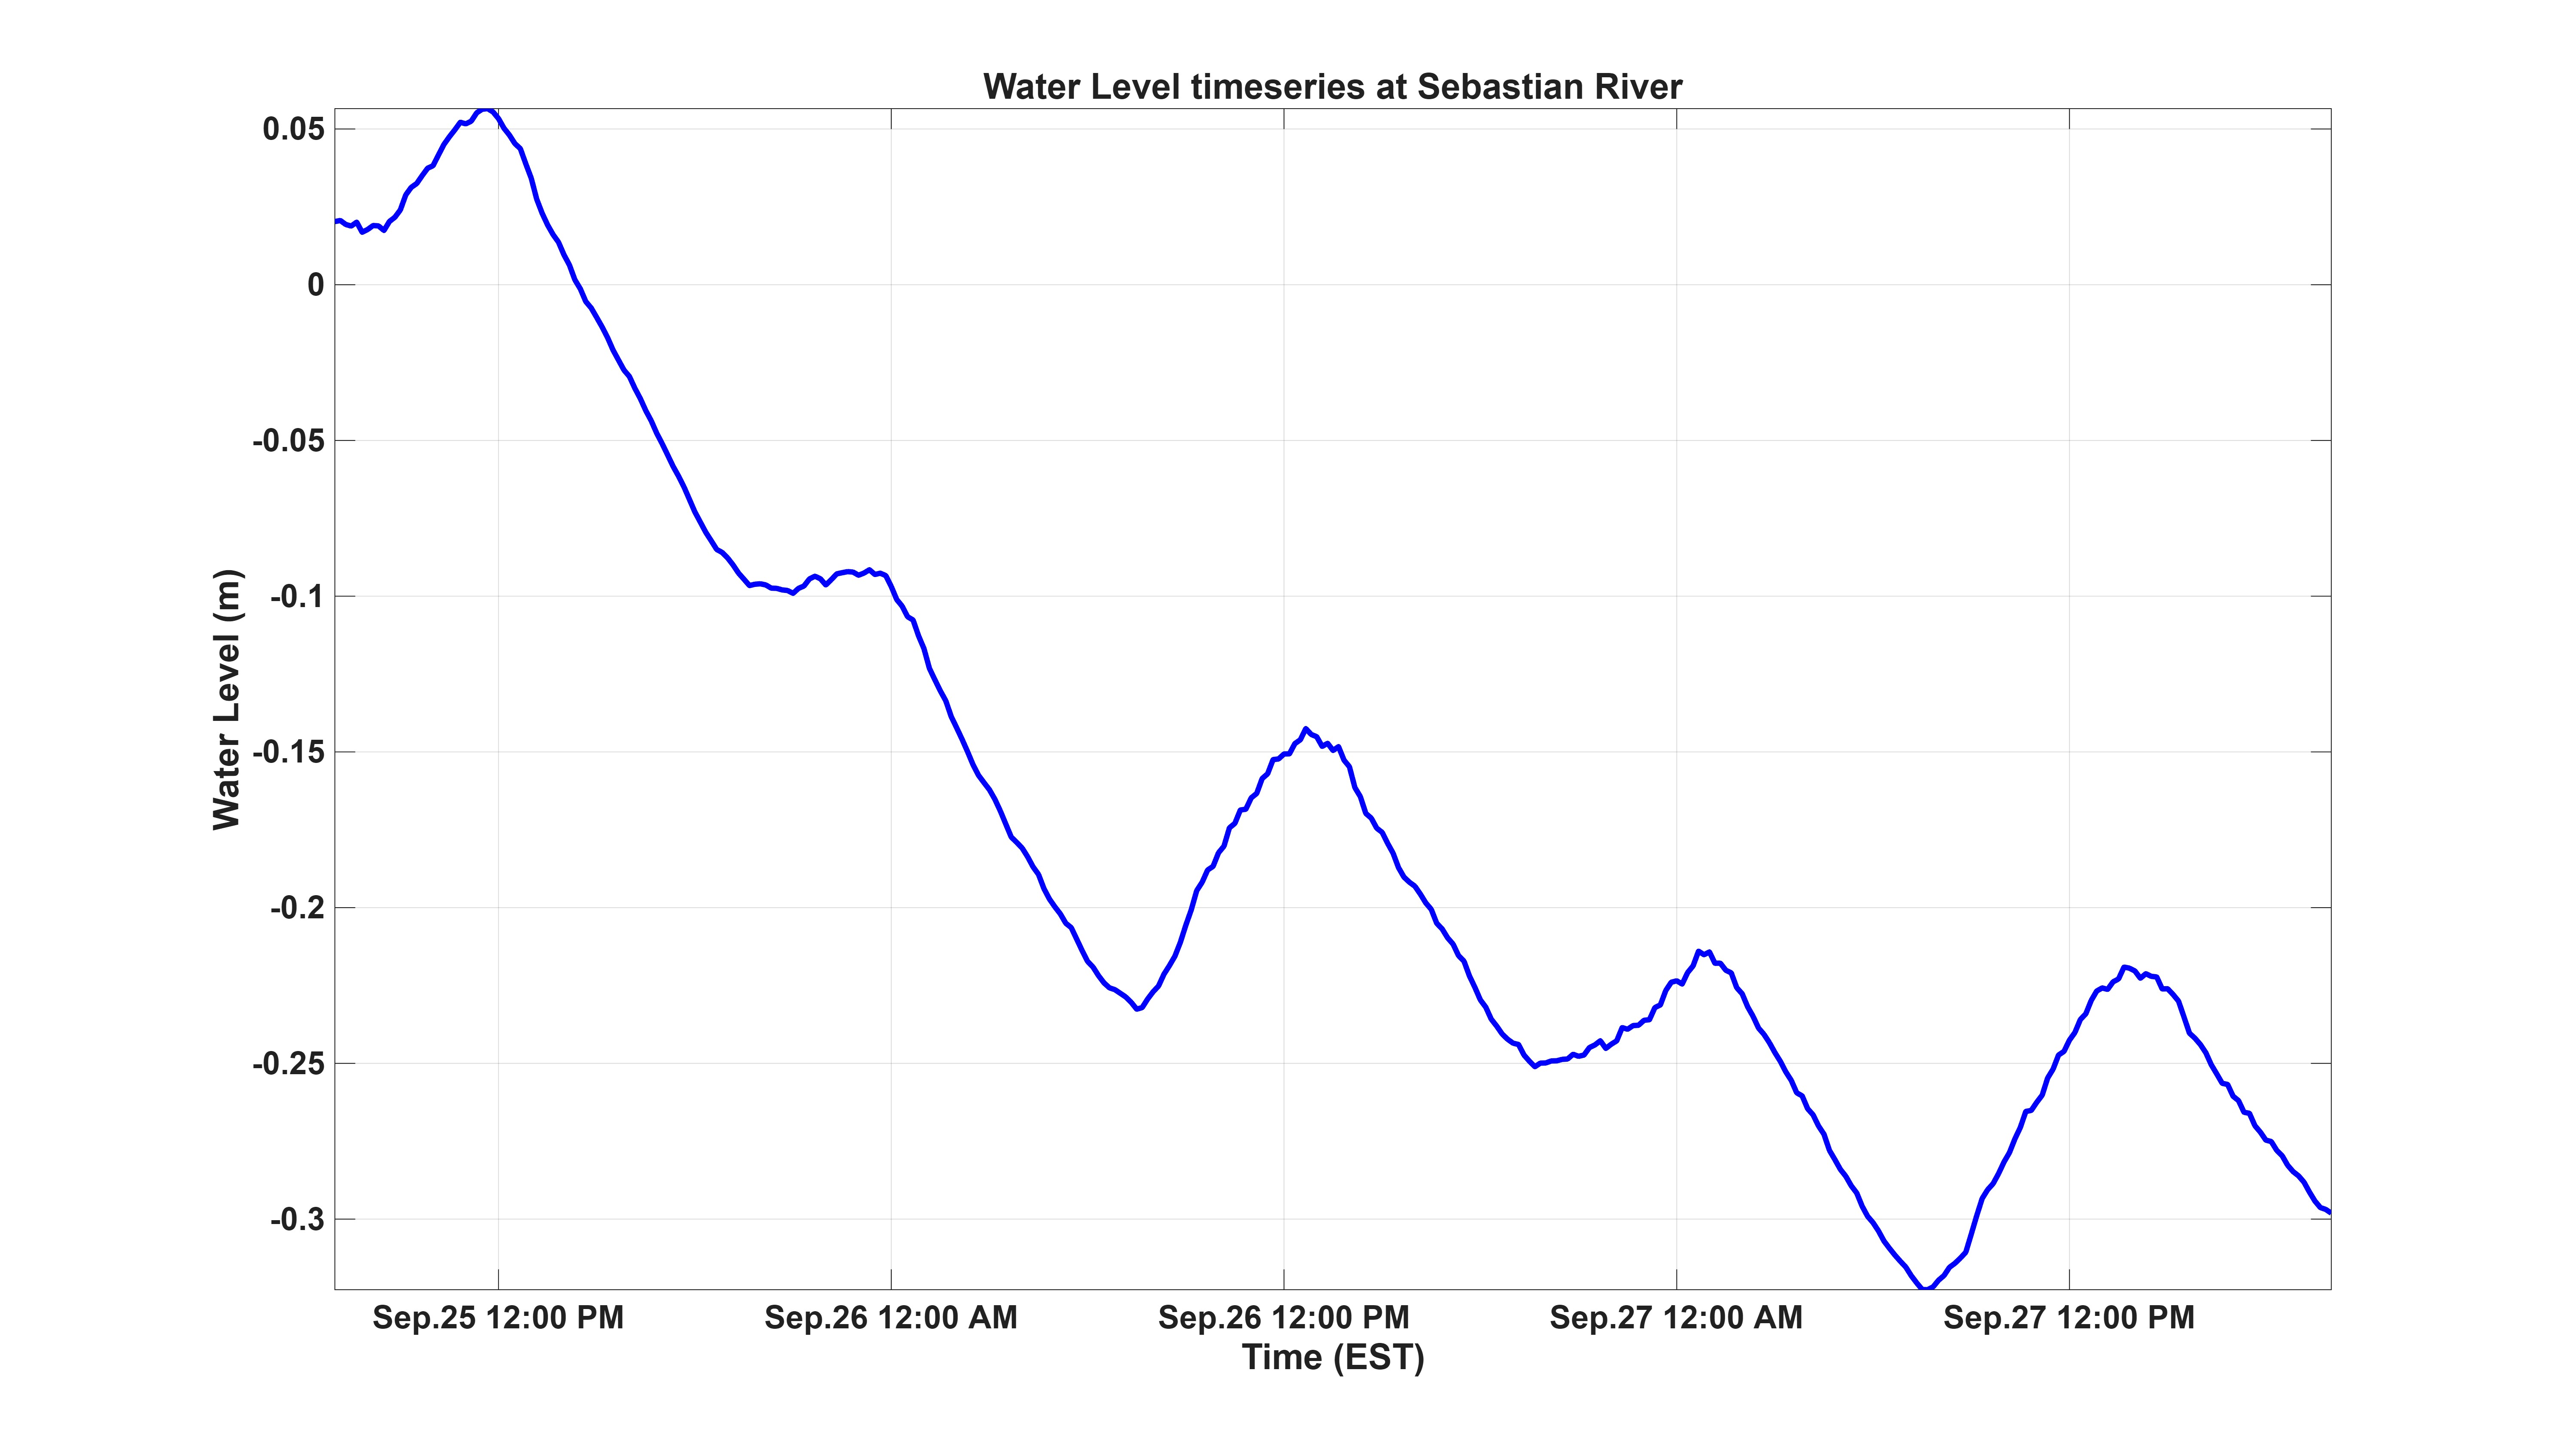 Water Level timeseries at Sebastian River
0.05
0
-0.05
-0.1
-0.15
-0.2
-0.25
-0.3
Water Level (m)
Sep.25 12:00 PM
Sep.26 12:00 AM
Sep.26 12:00 PM
Sep.27 12:00 AM
Sep.27 12:00 PM
Time (EST)